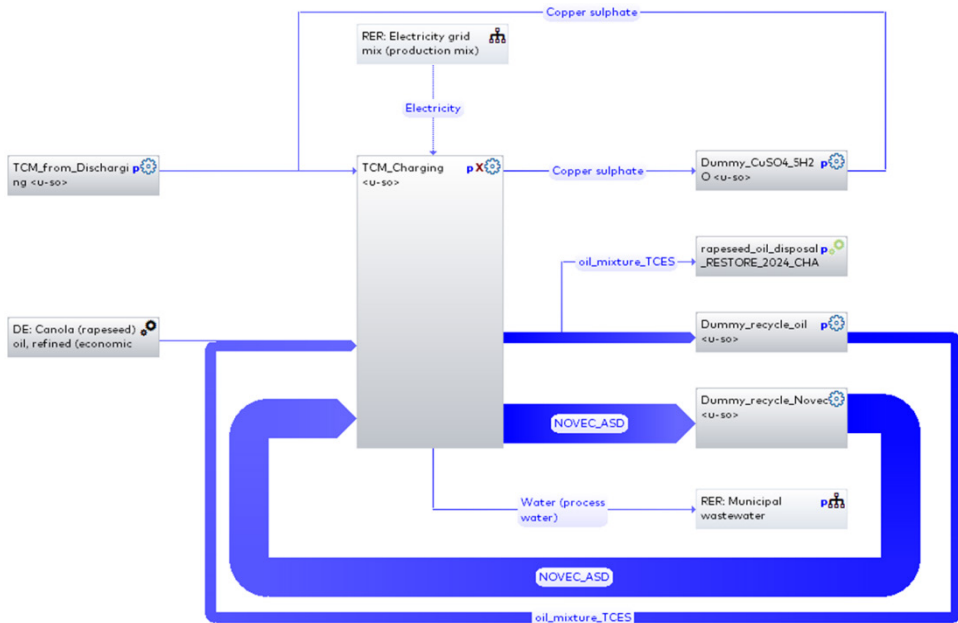 Copper sulphate
RER: Electricity grid
mix (production mix)
Electricity
TCM_from_Dischargi p
ng <u-so>
TCM_Charging p X
<u-so>
Copper sulphate
Dummy_CuSO4_5H2 p
O <u-so>
rapeseed_oil_disposal p
_RESTORE_2024_CHA
oil_mixture_TCES
DE: Canola (rapeseed)
oil, refined (economic
Dummy_recycle_oil p
<u-so>
Dummy_recycle_Novec
<u-so>
NOVEC_ASD
Water (process
water)
RER: Municipal p
wastewater
NOVEC_ASD
oil_mixture_TCES